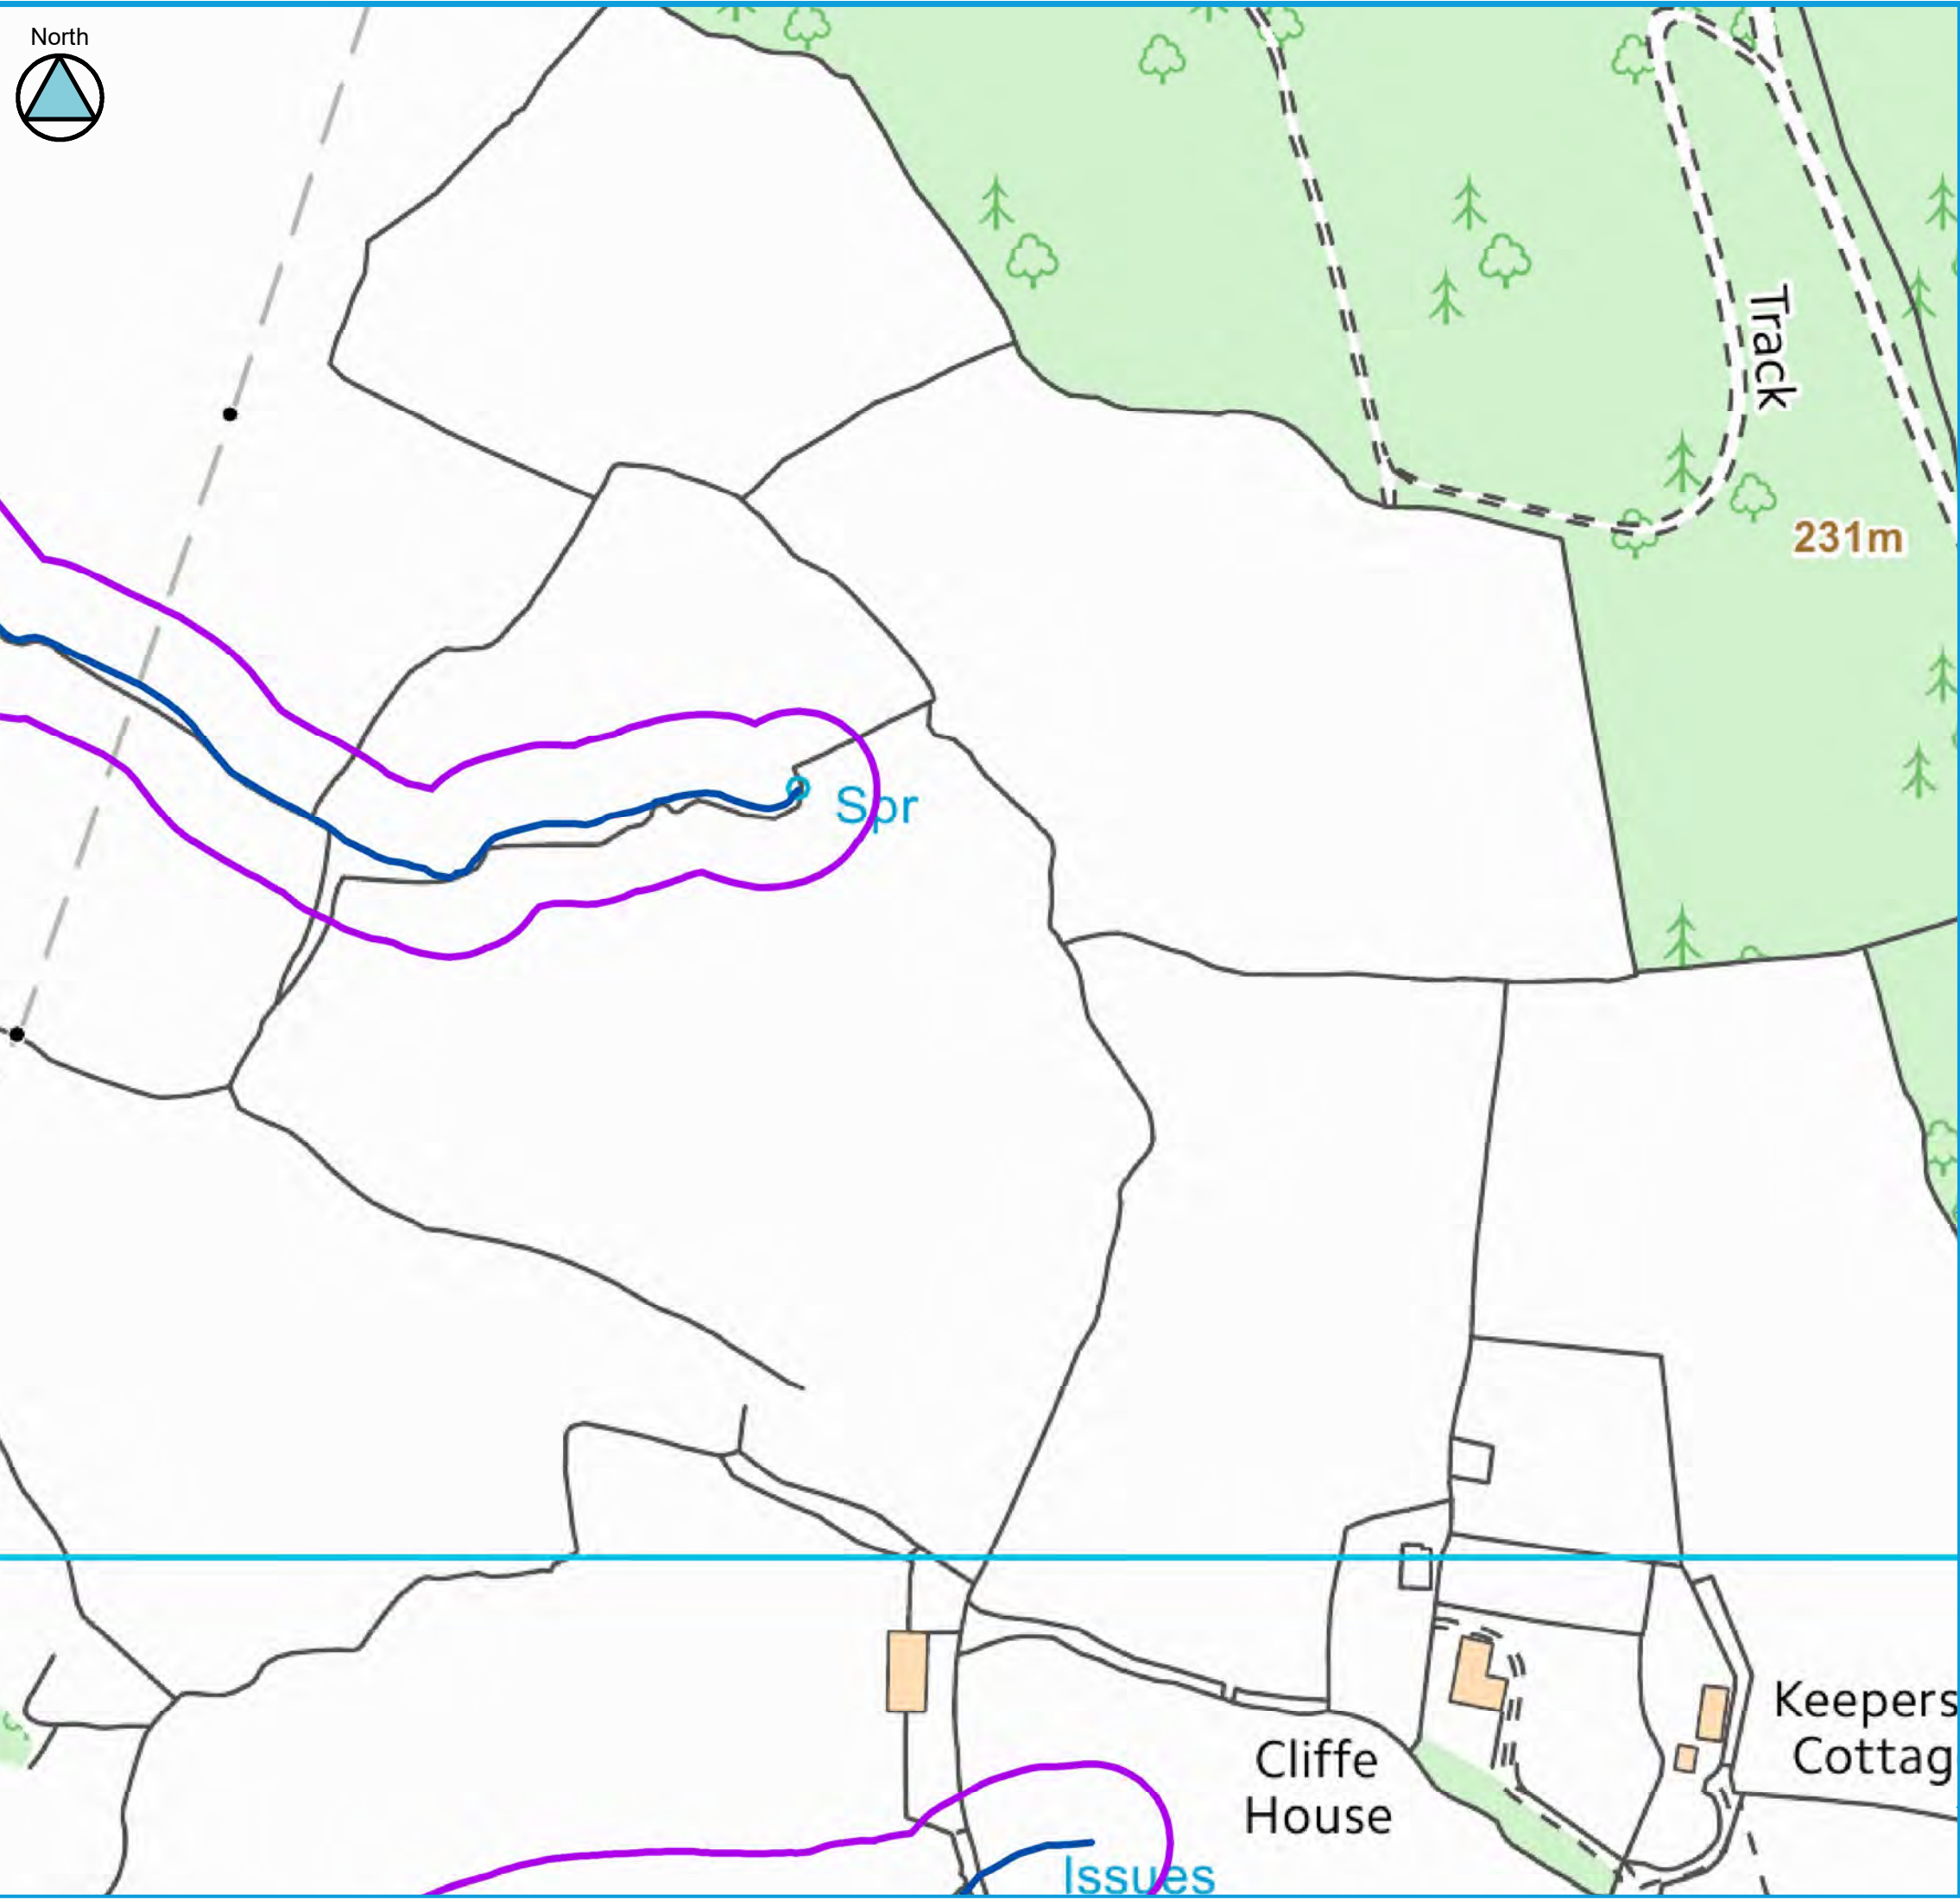 North
Track
231m
Spr
Cliffe
House
Keepers
Cottag
Issues